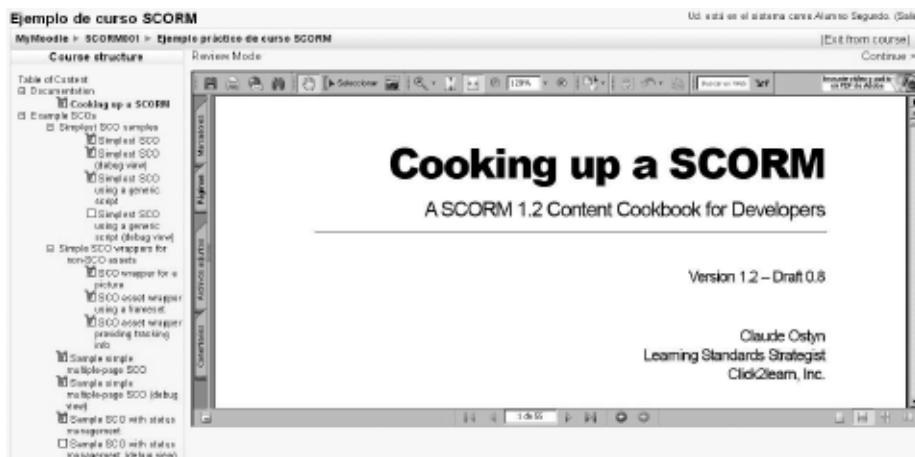 Ejemplo de curso SCORM
Ud. está en el sistema como Alumno Segundo. (Sali
MyMoodle ► SCORM001 ► Ejemplo práctico de curso SCORM
(Exit from course)
Course structure
Review Mode
Continue
Table of Content
Documentation
Cooking up a SCORM
Example SCOs
Simplest SCO samples
Simplest SCO
Simplest SCO
(debug view)
Simplest SCO
using a generic
script
Simplest SCO
using a generic
script (debug view)
Simple SCO wrappers for
non-SCO assets
SCO wrapper for a
picture
SCO asset wrapper
using a frameset
SCO asset wrapper
providing tracking
info
Sample simple
multiple-page SCO
Sample simple
multiple-page SCO (debug
view)
Sample SCO with status
management
Sample SCO with status
management (debug view)
Seleccionar
Marcadores
Páginas
Archivos adjuntos
Comentarios
Cooking up a SCORM
A SCORM 1.2 Content Cookbook for Developers
Version 1.2 – Draft 0.8
Claude Ostyn
Learning Standards Strategist
Click2learn, Inc.